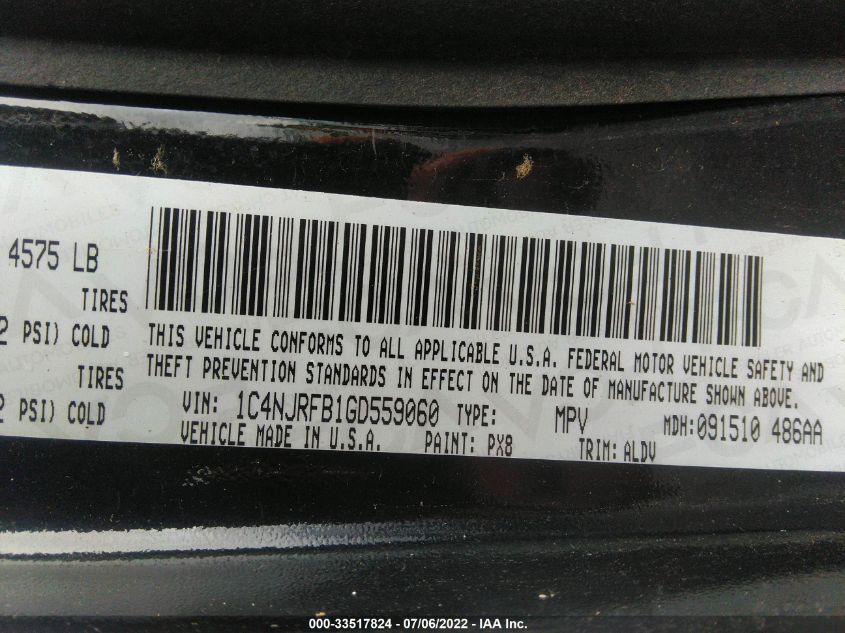 4575 LB
TIRES
2 PSI) COLD
TIRES
2 PSI) COLD
THIS VEHICLE CONFORMS TO ALL APPLICABLE U.S.A. FEDERAL MOTOR VEHICLE SAFETY AND
THEFT PREVENTION STANDARDS IN EFFECT ON THE DATE OF MANUFACTURE SHOWN ABOVE.
VIN: 1C4NJRFB1GD559060 TYPE: MPV MDH:091510 486AA
VEHICLE MADE IN U.S.A. PAINT: PX8 TRIM: ALDV
000-33517824 - 07/06/2022 - IAA Inc.